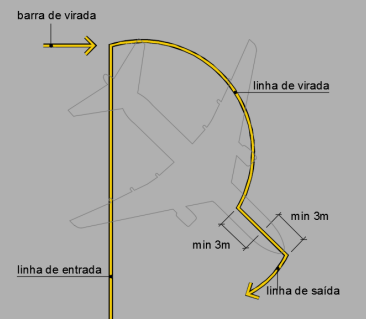 barra de virada
linha de virada
min 3m
min 3m
linha de entrada
linha de saída